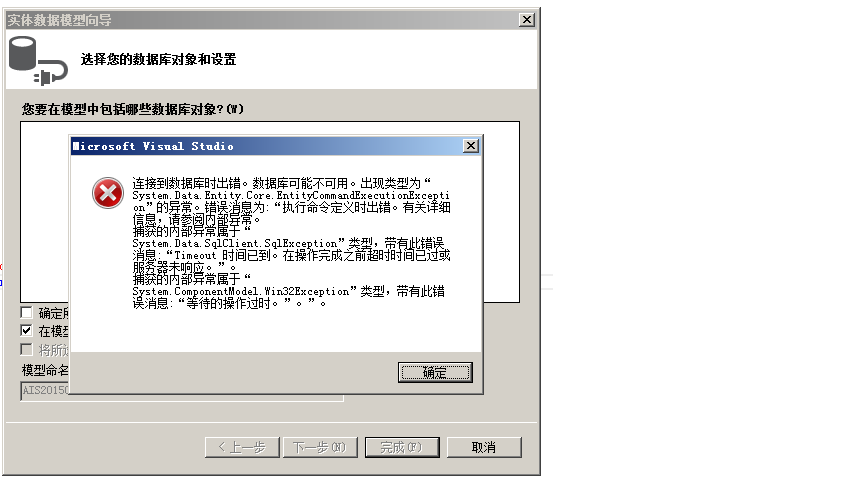 实体数据模型向导
选择您的数据库对象和设置
您要在模型中包括哪些数据库对象?(W)
Microsoft Visual Studio
连接到数据库时出错。数据库可能不可用。出现类型为“
System.Data.Entity.Core.EntityCommandExecutionExcepti
on”的异常。错误消息为:“执行命令定义时出错。有关详细
信息，请参阅内部异常。
捕获的内部异常属于“
System.Data.SqlClient.SqlException”类型，带有此错误
消息:“Timeout 时间已到。在操作完成之前超时时间已过或
服务器未响应。”。
捕获的内部异常属于“
System.ComponentModel.Win32Exception”类型，带有此错
误消息:“等待的操作过时。”。”。
确定
确定
在模型
将所
模型命名
AIS2015
< 上一步
下一步(N)
完成(F)
取消